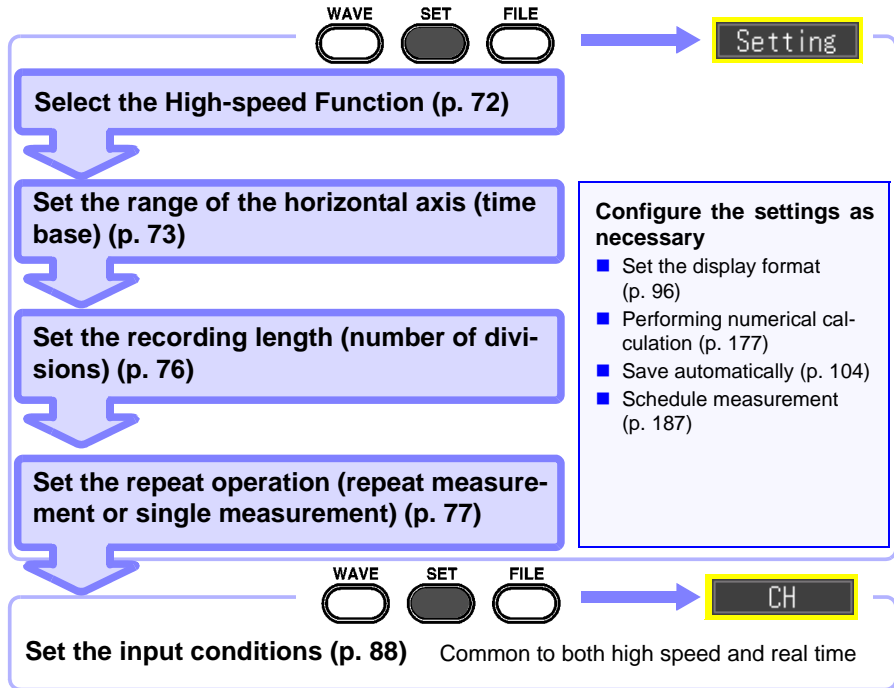 WAVE SET FILE
Setting
Select the High-speed Function (p. 72)
Set the range of the horizontal axis (time
base) (p. 73)
Set the recording length (number of divi-
sions) (p. 76)
Set the repeat operation (repeat measure-
ment or single measurement) (p. 77)
Configure the settings as
necessary
Set the display format
(p. 96)
Performing numerical cal-
culation (p. 177)
Save automatically (p. 104)
Schedule measurement
(p. 187)
WAVE SET FILE
CH
Set the input conditions (p. 88) Common to both high speed and real time